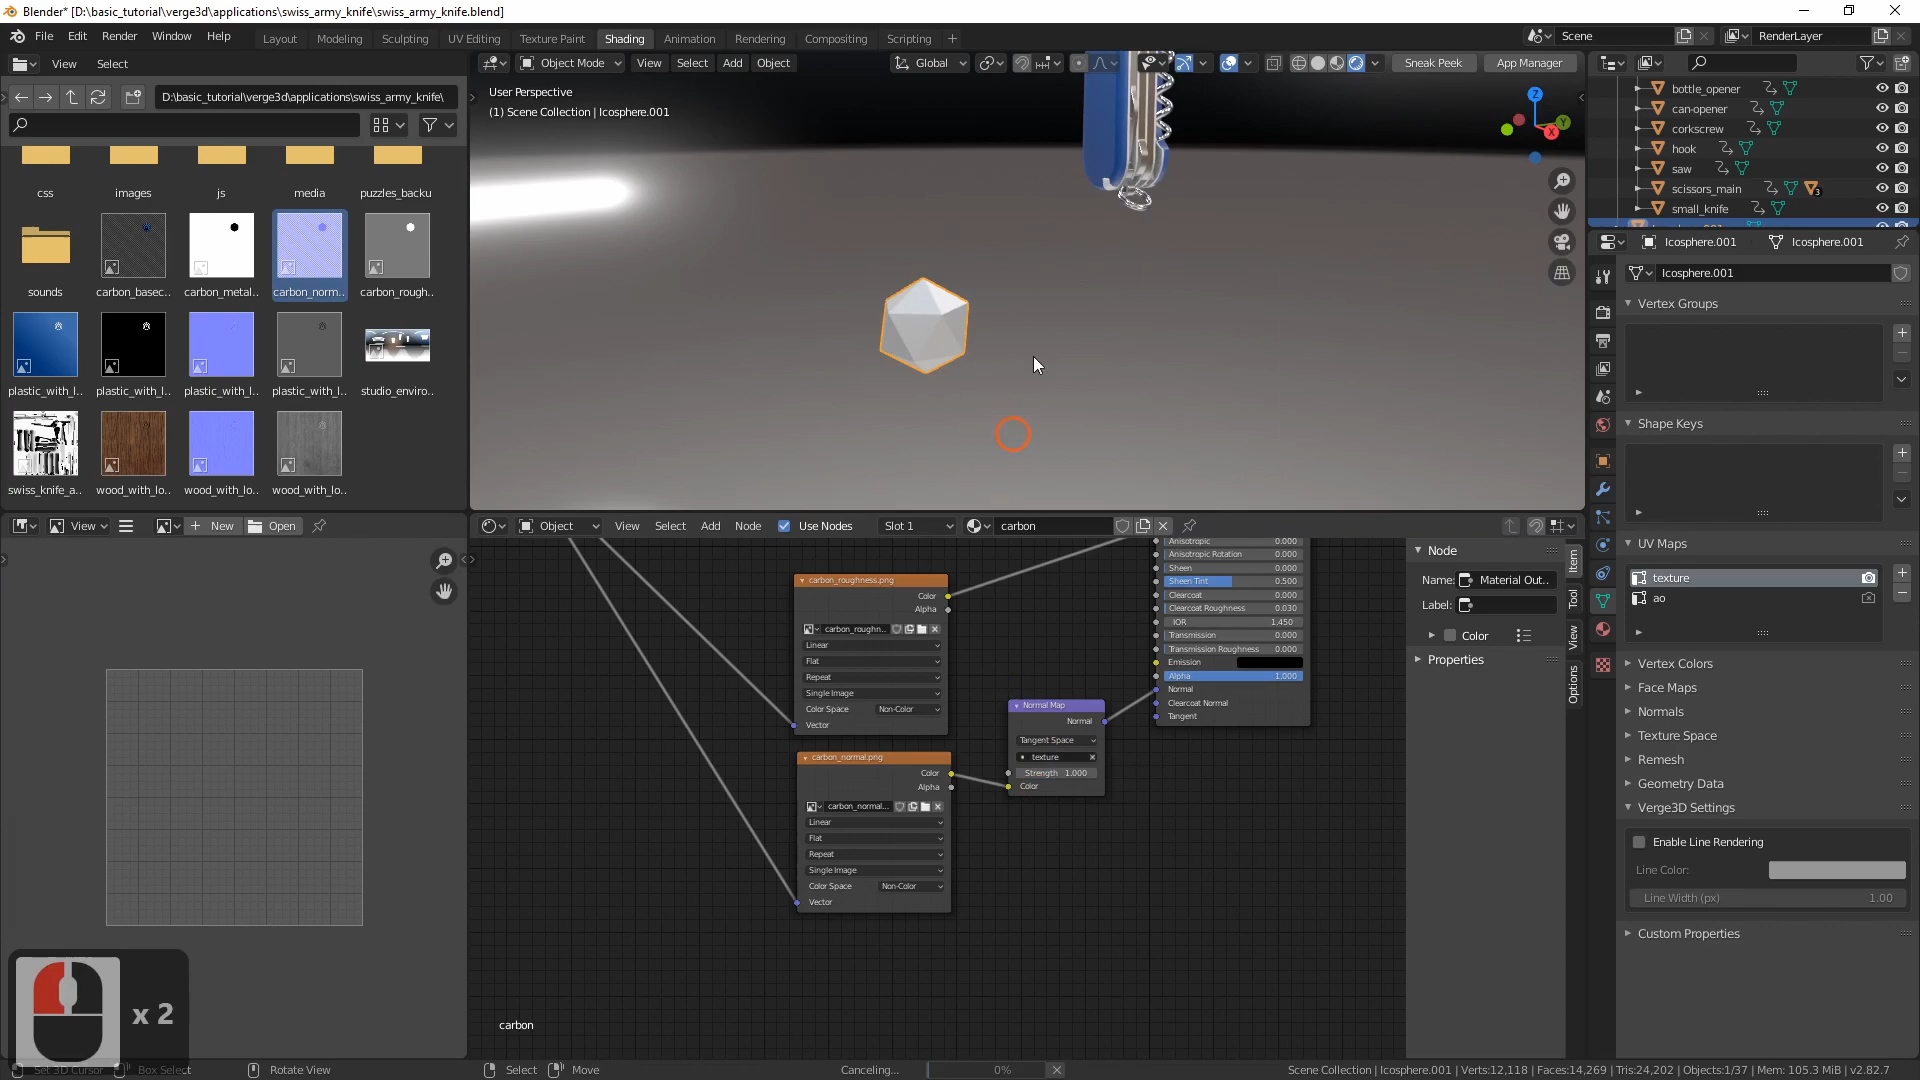 Blender* [D:\basic_tutorial\verge3d\applications\swiss_army_knife\swiss_army_knife.blend]
File Edit Render Window Help
Layout Modeling Sculpting UV Editing Texture Paint Shading Animation Rendering Compositing Scripting
Scene
RenderLayer
View Select
Object Mode View Select Add Object
Global
Sneak Peek
App Manager
D:\basic_tutorial\verge3d\applications\swiss_army_knife\
User Perspective
(1) Scene Collection | Icosphere.001
Z
Y
X
bottle_opener
can-opener
corkscrew
hook
saw
scissors_main
3
small_knife
css images js media puzzles_backu
sounds carbon_basec.. carbon_metal.. carbon_norm.. carbon_rough..
plastic_with_l.. plastic_with_l.. plastic_with_l.. plastic_with_l.. studio_enviro..
swiss_knife_a.. wood_with_lo.. wood_with_lo.. wood_with_lo..
Icosphere.001
Icosphere.001
Icosphere.001
Vertex Groups
Shape Keys
UV Maps
texture
ao
Vertex Colors
Face Maps
Normals
Texture Space
Remesh
Geometry Data
Verge3D Settings
Enable Line Rendering
Line Color:
Line Width (px) 1.00
Custom Properties
View
New
Open
Object View Select Add Node Use Nodes Slot 1 carbon
carbon_roughness.png
Color
Alpha
carbon_roughn..
Linear
Flat
Repeat
Single Image
Color Space Non-Color
Vector
carbon_normal.png
Color
Alpha
carbon_normal...
Linear
Flat
Repeat
Single Image
Color Space Non-Color
Vector
Normal Map
Normal
Tangent Space
texture
Strength 1.000
Color
Anisotropic 0.000
Anisotropic Rotation 0.000
Sheen 0.000
Sheen Tint 0.500
Clearcoat 0.000
Clearcoat Roughness 0.030
IOR 1.450
Transmission 0.000
Transmission Roughness 0.000
Emission
Alpha 1.000
Normal
Clearcoat Normal
Tangent
Node
Name: Material Out..
Label:
Color
Properties
Item
Tool
View
Options
carbon
x 2
Set 3D Cursor Box Select Rotate View Select Move Canceling... 0%
Scene Collection | Icosphere.001 | Verts:12,118 | Faces:14,269 | Tris:24,202 | Objects:1/37 | Mem: 105.3 MiB | v2.82.7